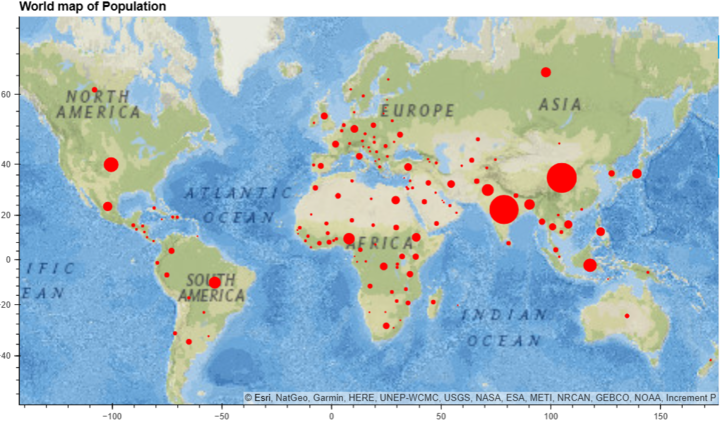 World map of Population
60
40
20
0
−20
−40
NORTH
AMERICA
EUROPE
ASIA
ATLANTIC
OCEAN
AFRICA
IFIC
EAN
SOUTH
AMERICA
INDIAN
OCEAN
© Esri, NatGeo, Garmin, HERE, UNEP-WCMC, USGS, NASA, ESA, METI, NRCAN, GEBCO, NOAA, Increment P
−100
−50
0
50
100
150